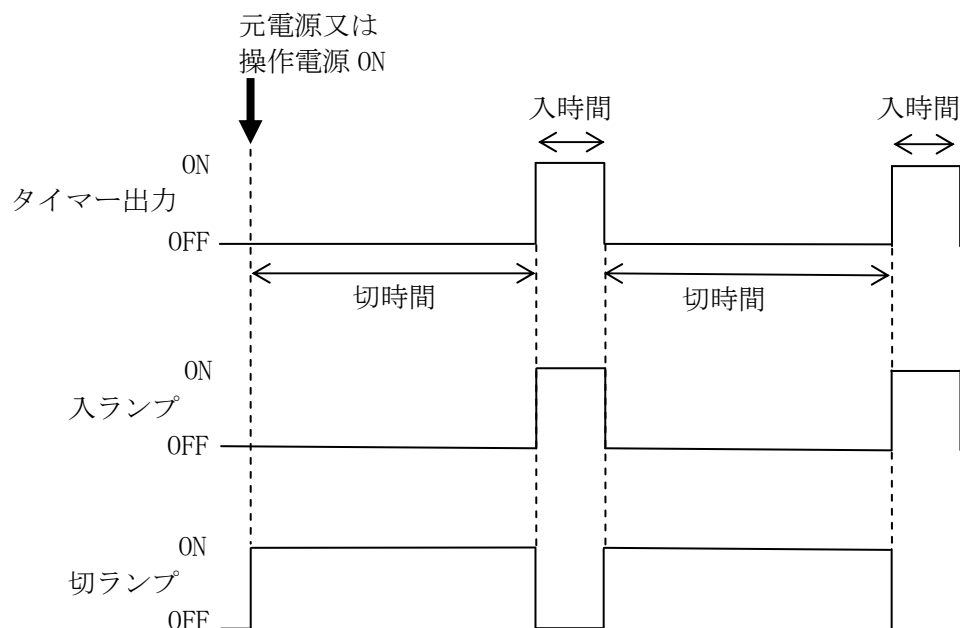 元電源又は
操作電源 ON
入時間
入時間
ON
タイマー出力
OFF
切時間
切時間
ON
入ランプ
OFF
ON
切ランプ
OFF